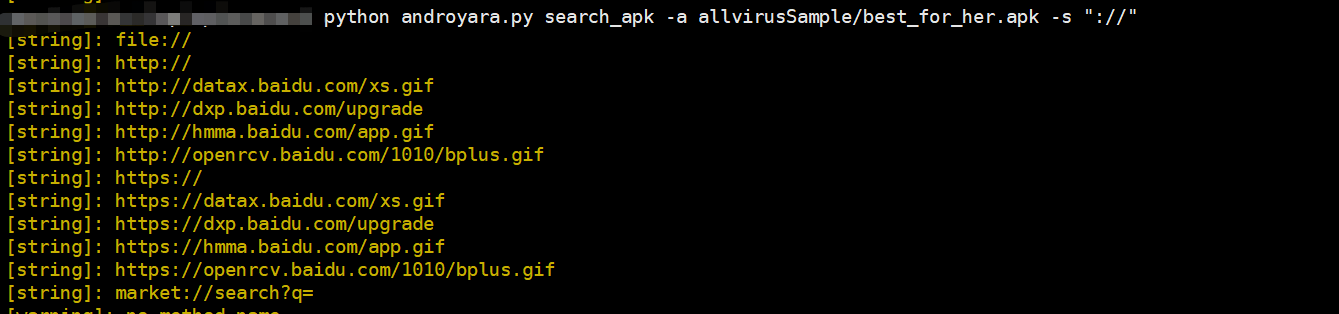 python androyara.py search_apk -a allvirusSample/best_for_her.apk -s "://"
[string]: file://
[string]: http://
[string]: http://datax.baidu.com/xs.gif
[string]: http://dxp.baidu.com/upgrade
[string]: http://hmma.baidu.com/app.gif
[string]: http://openrcv.baidu.com/1010/bplus.gif
[string]: https://
[string]: https://datax.baidu.com/xs.gif
[string]: https://dxp.baidu.com/upgrade
[string]: https://hmma.baidu.com/app.gif
[string]: https://openrcv.baidu.com/1010/bplus.gif
[string]: market://search?q=